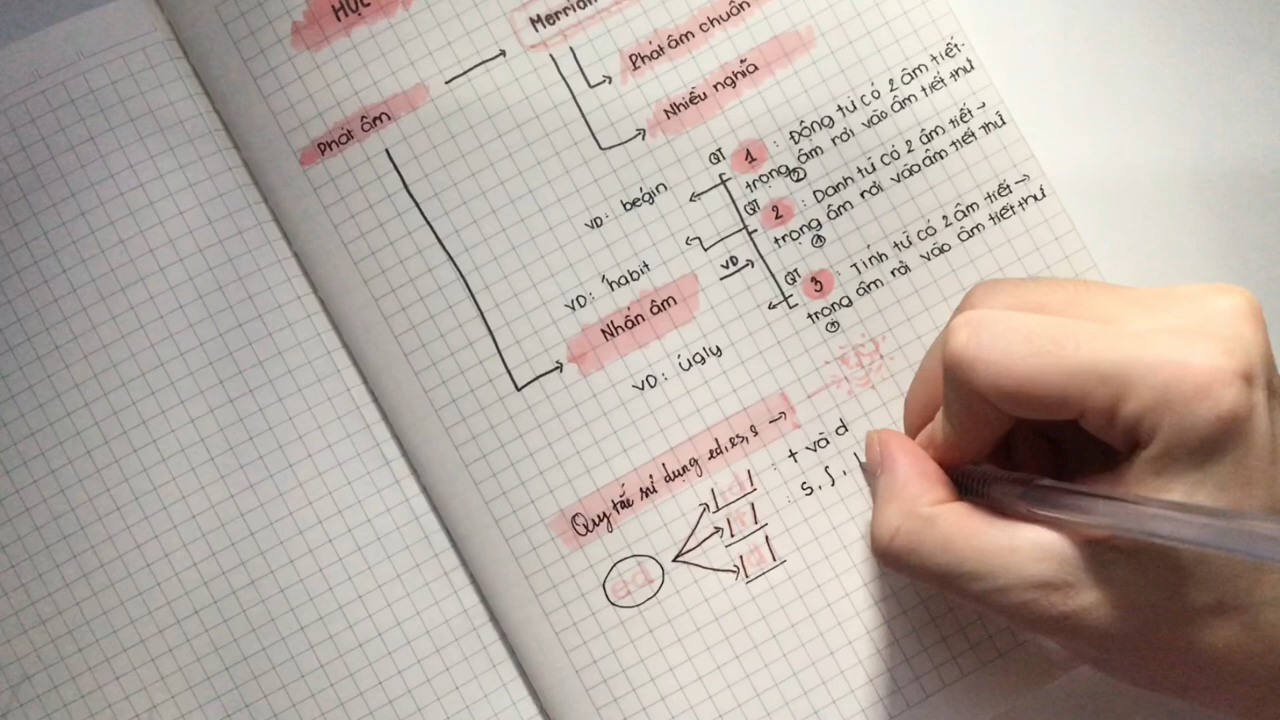 HỌC
Merriam
Phát âm chuẩn
Nhiều nghĩa
Phát âm
QT 1 : Động từ có 2 âm tiết
trọng âm rơi vào âm tiết thứ
2
VD: begin
QT 2 : Danh từ có 2 âm tiết →
trọng âm rơi vào âm tiết thứ
1
VD: 'habit
VD
QT 3 : Tính từ có 2 âm tiết →
trọng âm rơi vào âm tiết thứ
1
Nhấn âm
VD: úgly
Quy tắc sử dụng ed, es, s →
ed
/id/ : t và d
/t/ : s, ʃ,
/d/